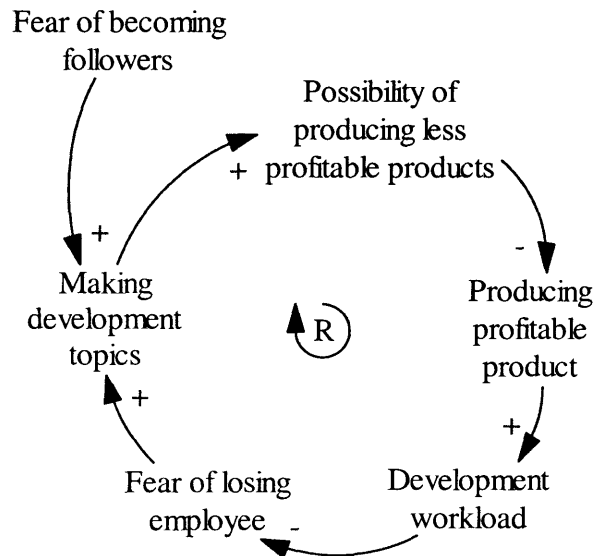 Fear of becoming
followers
Possibility of
producing less
+ profitable products
+
-
Making
development
topics
R
Producing
profitable
product
+
+
Fear of losing
employee -
Development
workload